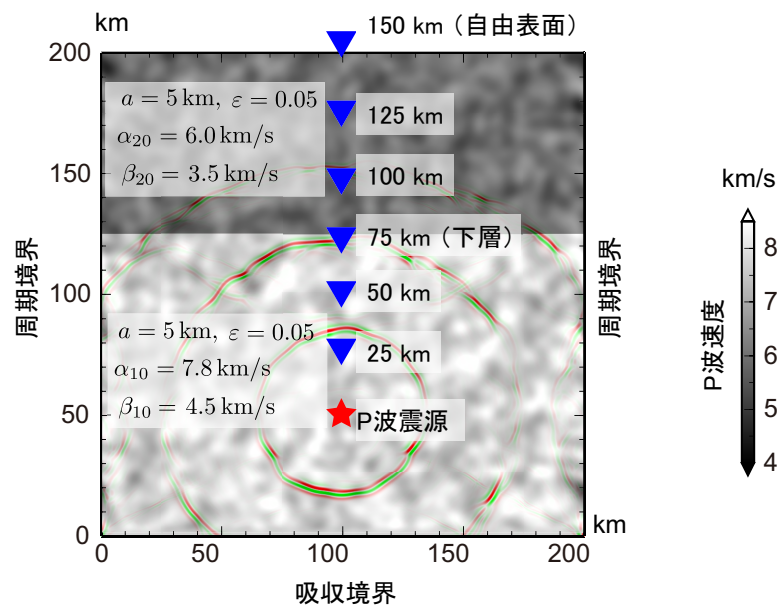 km
150 km (自由表面)
200
a = 5 km, ε = 0.05
α20 = 6.0 km/s
β20 = 3.5 km/s
125 km
150
100 km
75 km (下層)
周期境界
100
50 km
a = 5 km, ε = 0.05
α10 = 7.8 km/s
β10 = 4.5 km/s
25 km
50
P波震源
0
km
0
50
100
150
200
吸収境界
周期境界
km/s
8
7
6
5
4
P波速度